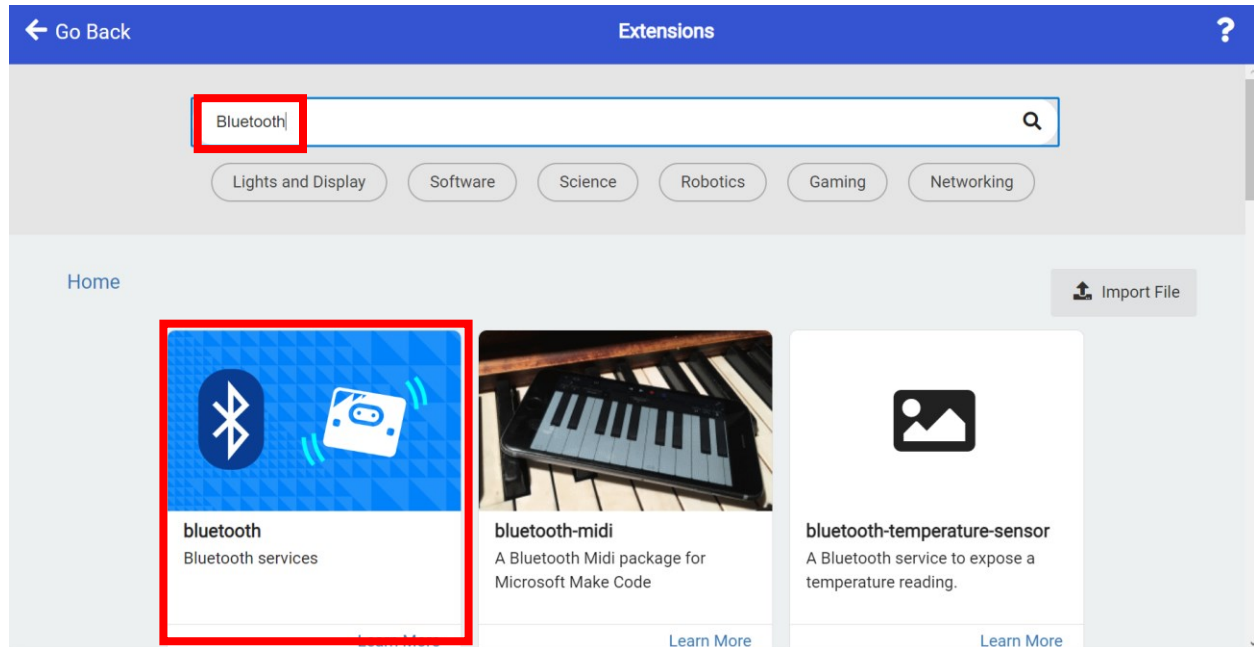 Go Back
Extensions
?
Bluetooth
Lights and Display
Software
Science
Robotics
Gaming
Networking
Home
Import File
bluetooth
Bluetooth services
Learn More
bluetooth-midi
A Bluetooth Midi package for
Microsoft Make Code
Learn More
bluetooth-temperature-sensor
A Bluetooth service to expose a
temperature reading.
Learn More